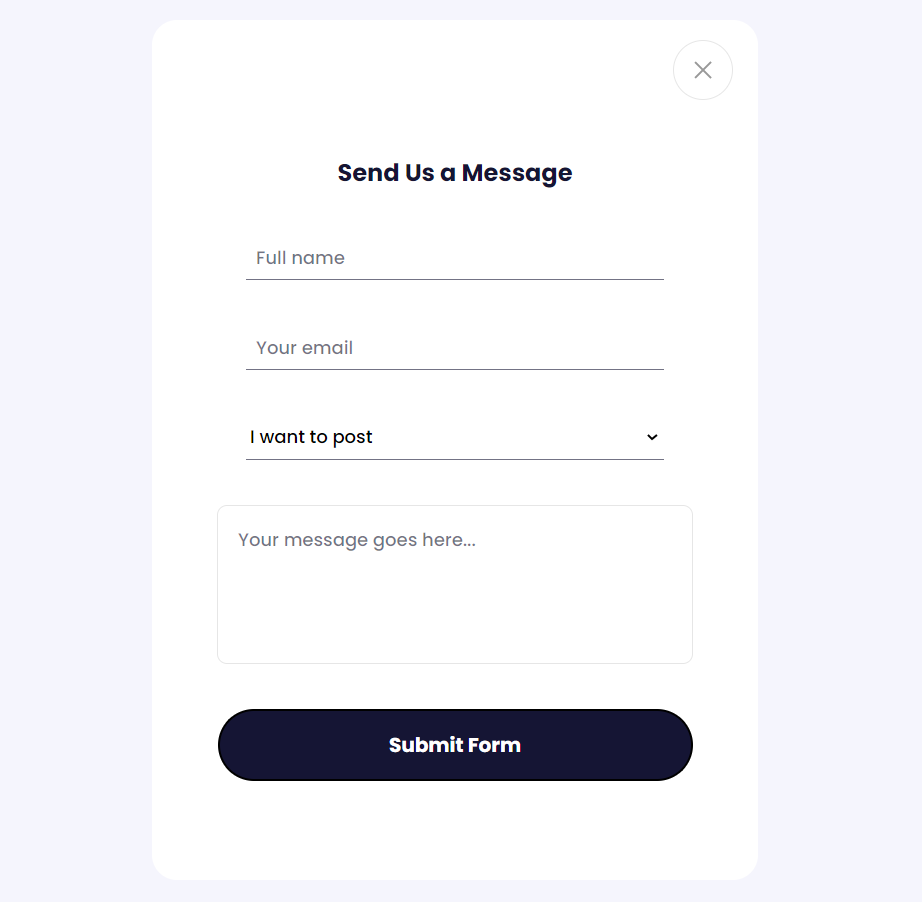 Send Us a Message
Full name
Your email
I want to post
Your message goes here...
Submit Form